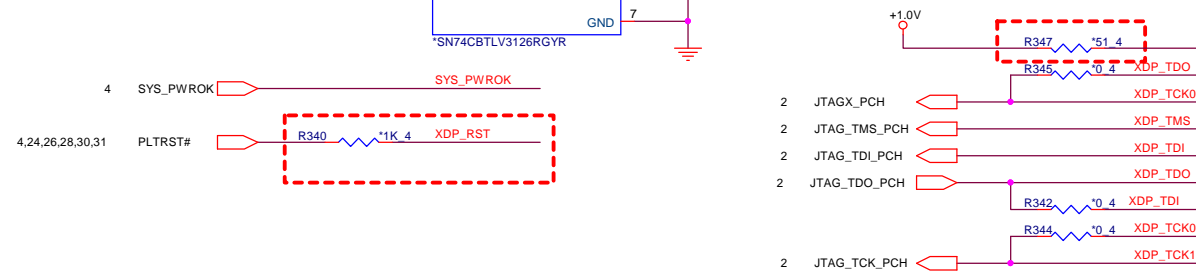 GND 7
*SN74CBTLV3126RGYR
4 SYS_PWROK SYS_PWROK
4,24,26,28,30,31 PLTRST# R340 *1K_4 XDP_RST
+1.0V
R347 *51_4
R345 *0_4 XDP_TDO
2 JTAGX_PCH XDP_TCK0
2 JTAG_TMS_PCH XDP_TMS
2 JTAG_TDI_PCH XDP_TDI
2 JTAG_TDO_PCH XDP_TDO
R342 *0_4 XDP_TDI
R344 *0_4 XDP_TCK0
2 JTAG_TCK_PCH XDP_TCK1